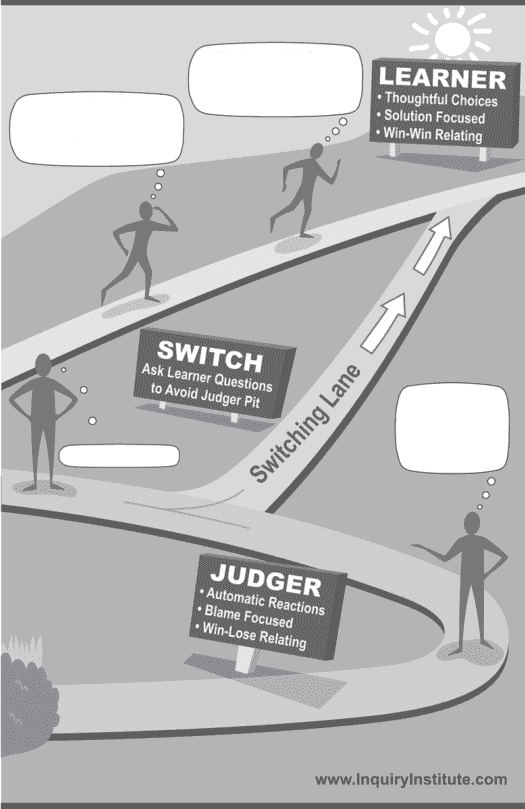 LEARNER
• Thoughtful Choices
• Solution Focused
• Win-Win Relating
SWITCH
Ask Learner Questions
to Avoid Judger Pit
Switching Lane
JUDGER
• Automatic Reactions
• Blame Focused
• Win-Lose Relating
www.InquiryInstitute.com